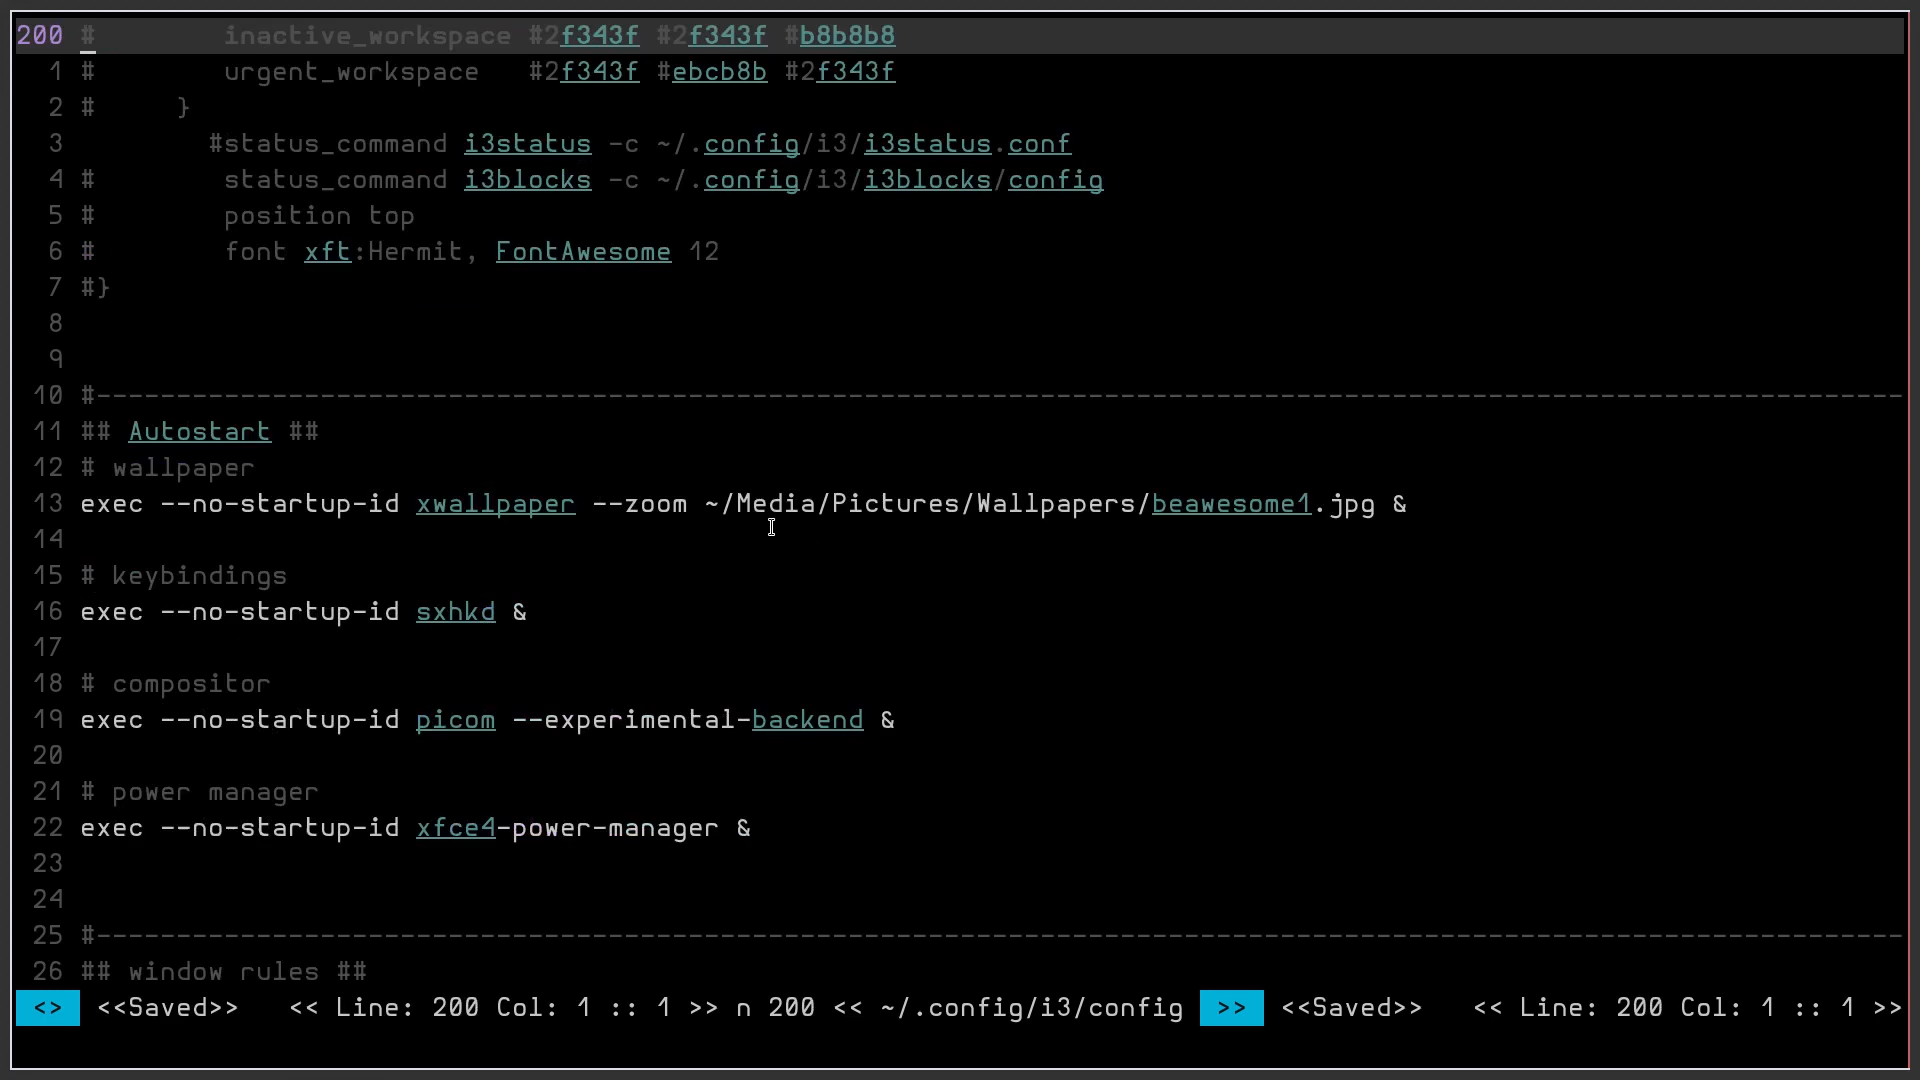 200 #        inactive_workspace #2f343f #2f343f #b8b8b8
1 #        urgent_workspace   #2f343f #ebcb8b #2f343f
2 #     }
3         #status_command i3status -c ~/.config/i3/i3status.conf
4 #        status_command i3blocks -c ~/.config/i3/i3blocks/config
5 #        position top
6 #        font xft:Hermit, FontAwesome 12
7 #}
8
9
10 #-----------------------------------------------------------------------------------------------------------------
11 ## Autostart ##
12 # wallpaper
13 exec --no-startup-id xwallpaper --zoom ~/Media/Pictures/Wallpapers/beawesome1.jpg &
14
15 # keybindings
16 exec --no-startup-id sxhkd &
17
18 # compositor
19 exec --no-startup-id picom --experimental-backend &
20
21 # power manager
22 exec --no-startup-id xfce4-power-manager &
23
24
25 #-----------------------------------------------------------------------------------------------------------------
26 ## window rules ##
<> <<Saved>>   << Line: 200 Col: 1 :: 1 >> n 200 << ~/.config/i3/config >> <<Saved>>   << Line: 200 Col: 1 :: 1 >>